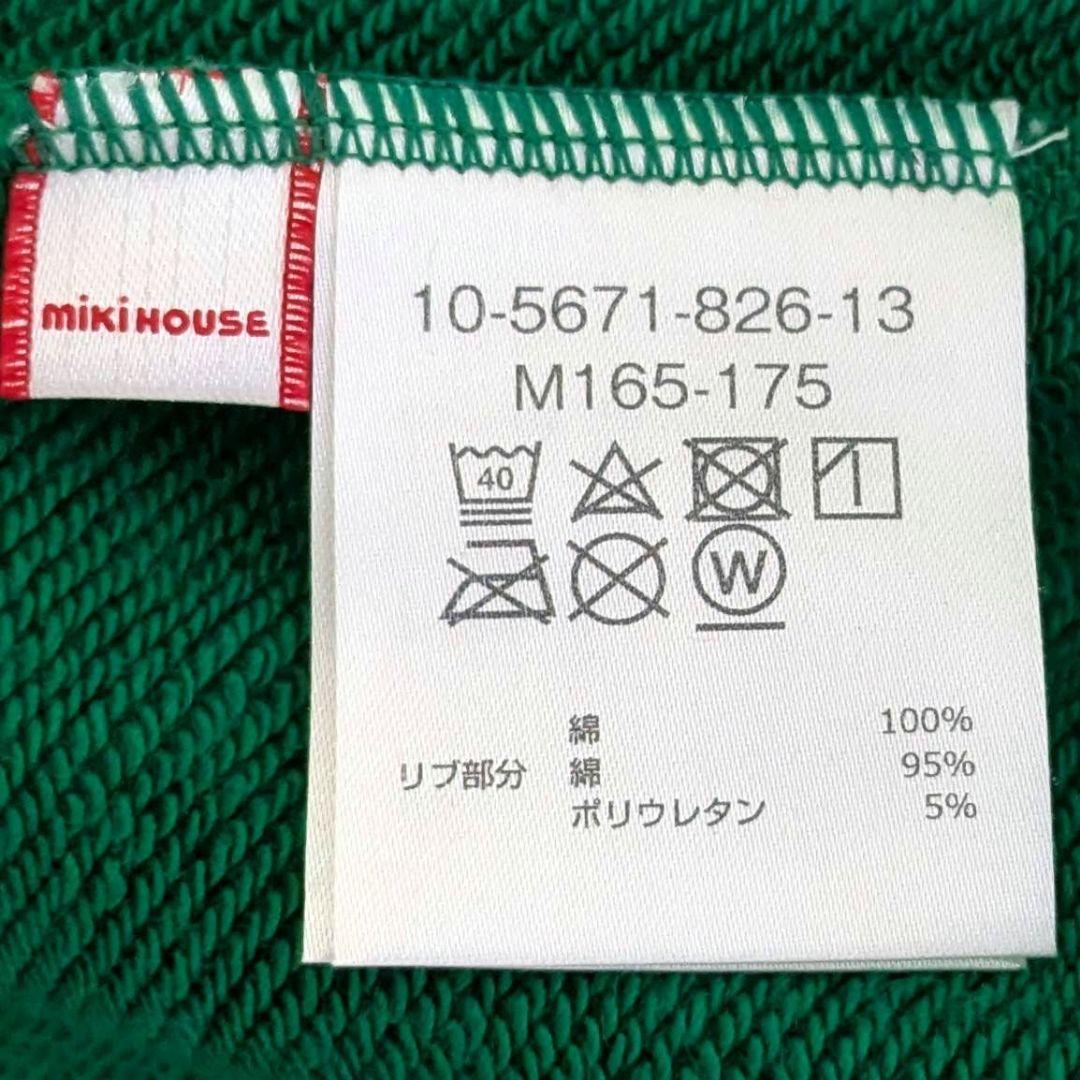 miKiHOUSE
10-5671-826-13
M165-175
40
W
綿 100%
リブ部分 綿 95%
ポリウレタン 5%